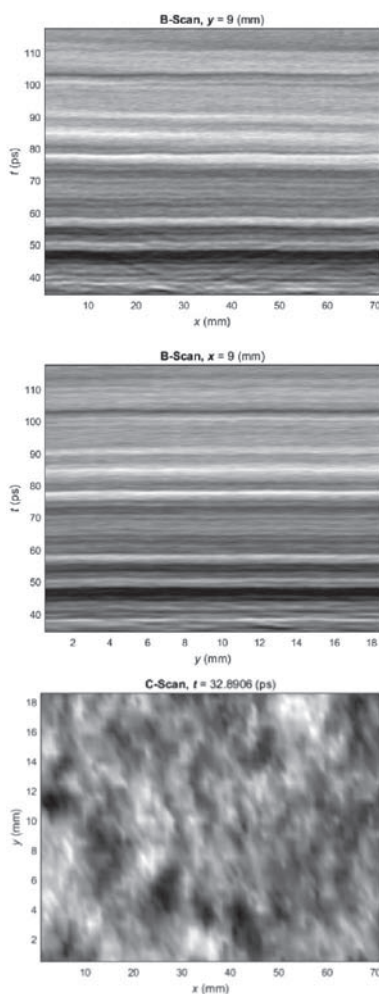 B-Scan, y = 9 (mm)
110
100
90
80
70
60
50
40
t (ps)
10 20 30 40 50 60 70
x (mm)
B-Scan, x = 9 (mm)
110
100
90
80
70
60
50
40
t (ps)
2 4 6 8 10 12 14 16 18
y (mm)
C-Scan, t = 32.8906 (ps)
18
16
14
12
10
8
6
4
2
y (mm)
10 20 30 40 50 60 70
x (mm)